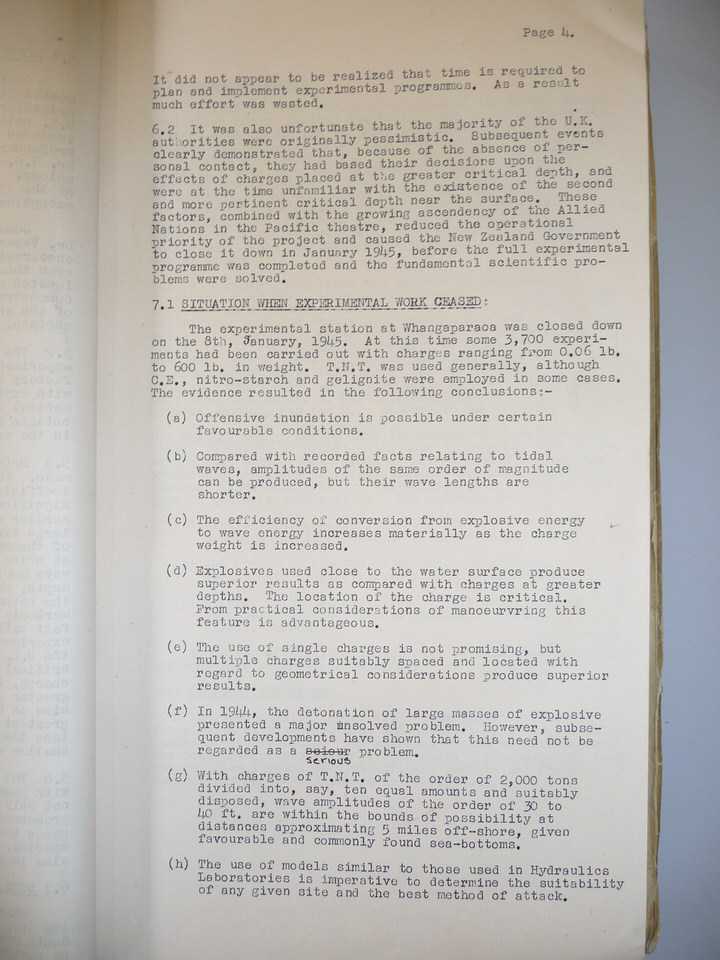 Page 4.
It did not appear to be realized that time is required to
plan and implement experimental programmes. As a result
much effort was wasted.
6.2 It was also unfortunate that the majority of the U.K.
authorities were originally pessimistic. Subsequent events
clearly demonstrated that, because of the absence of per-
sonal contact, they had based their decisions upon the
effects of charges placed at the greater critical depth, and
were at the time unfamiliar with the existence of the second
and more pertinent critical depth near the surface. These
factors, combined with the growing ascendency of the Allied
Nations in the Pacific theatre, reduced the operational
priority of the project and caused the New Zealand Government
to close it down in January 1945, before the full experimental
programme was completed and the fundamental scientific pro-
blems were solved.
7.1 SITUATION WHEN EXPERIMENTAL WORK CEASED:
The experimental station at Whangaparaoa was closed down
on the 8th, January, 1945. At this time some 3,700 experi-
ments had been carried out with charges ranging from 0.06 lb.
to 600 lb. in weight. T.N.T. was used generally, although
C.E., nitro-starch and gelignite were employed in some cases.
The evidence resulted in the following conclusions:-
(a) Offensive inundation is possible under certain
favourable conditions.
(b) Compared with recorded facts relating to tidal
waves, amplitudes of the same order of magnitude
can be produced, but their wave lengths are
shorter.
(c) The efficiency of conversion from explosive energy
to wave energy increases materially as the charge
weight is increased.
(d) Explosives used close to the water surface produce
superior results as compared with charges at greater
depths. The location of the charge is critical.
From practical considerations of manoeurvring this
feature is advantageous.
(e) The use of single charges is not promising, but
multiple charges suitably spaced and located with
regard to geometrical considerations produce superior
results.
(f) In 1944, the detonation of large masses of explosive
presented a major unsolved problem. However, subse-
quent developments have shown that this need not be
regarded as a seiour problem.
serious
(g) With charges of T.N.T. of the order of 2,000 tons
divided into, say, ten equal amounts and suitably
disposed, wave amplitudes of the order of 30 to
40 ft. are within the bounds of possibility at
distances approximating 5 miles off-shore, given
favourable and commonly found sea-bottoms.
(h) The use of models similar to those used in Hydraulics
Laboratories is imperative to determine the suitability
of any given site and the best method of attack.